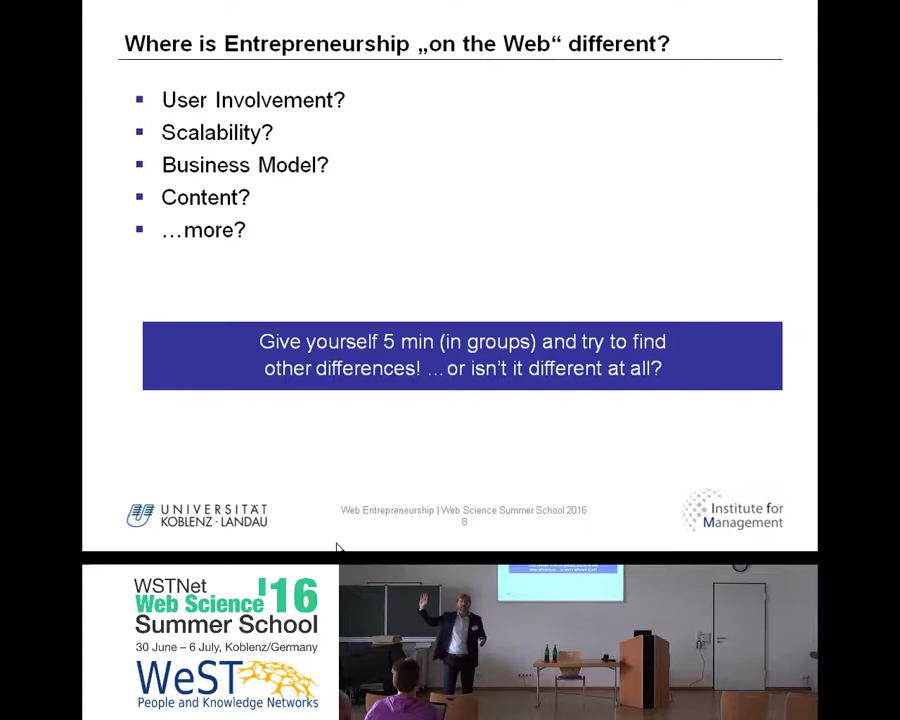 Where is Entrepreneurship „on the Web“ different?
User Involvement?
Scalability?
Business Model?
Content?
…more?
Give yourself 5 min (in groups) and try to find
other differences! …or isn't it different at all?
UNIVERSITÄT
KOBLENZ · LANDAU
Web Entrepreneurship | Web Science Summer School 2016
8
Institute for
Management
WSTNet
Web Science '16
Summer School
30 June – 6 July, Koblenz/Germany
WeST
People and Knowledge Networks